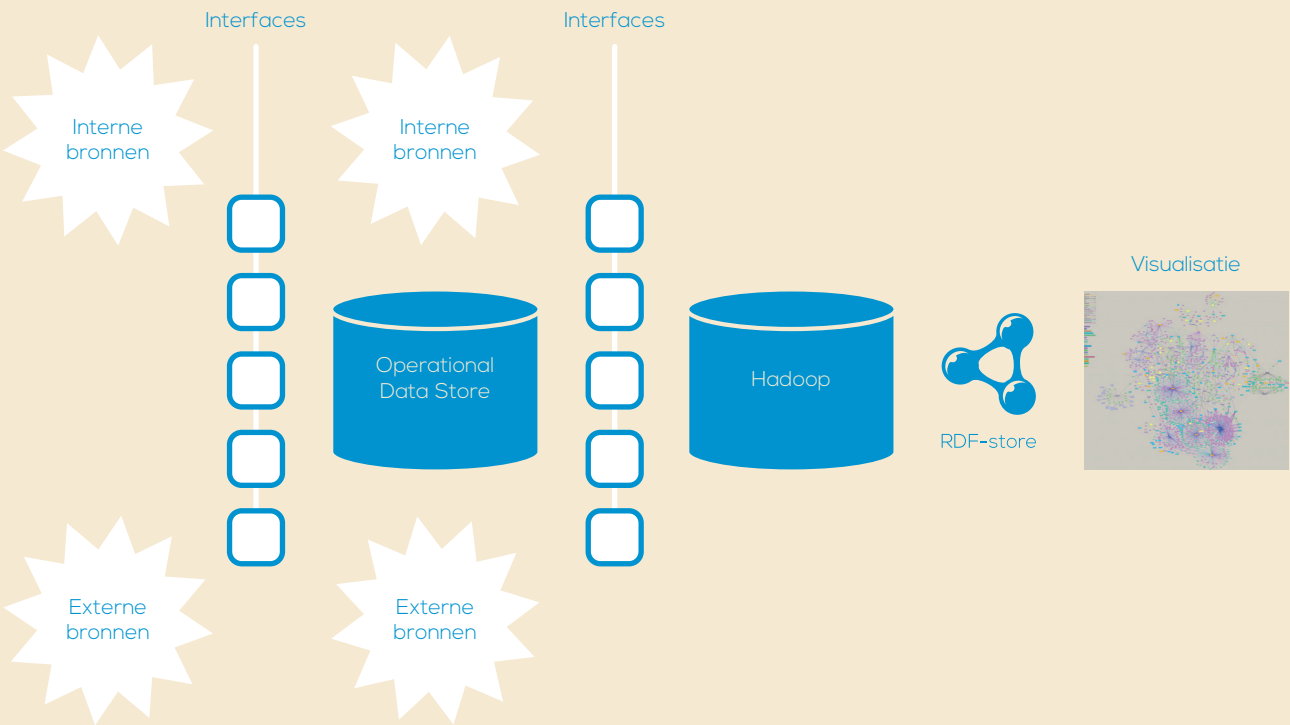 Interfaces
Interfaces
Interne
bronnen
Interne
bronnen
Visualisatie
Operational
Data Store
Hadoop
RDF-store
Externe
bronnen
Externe
bronnen